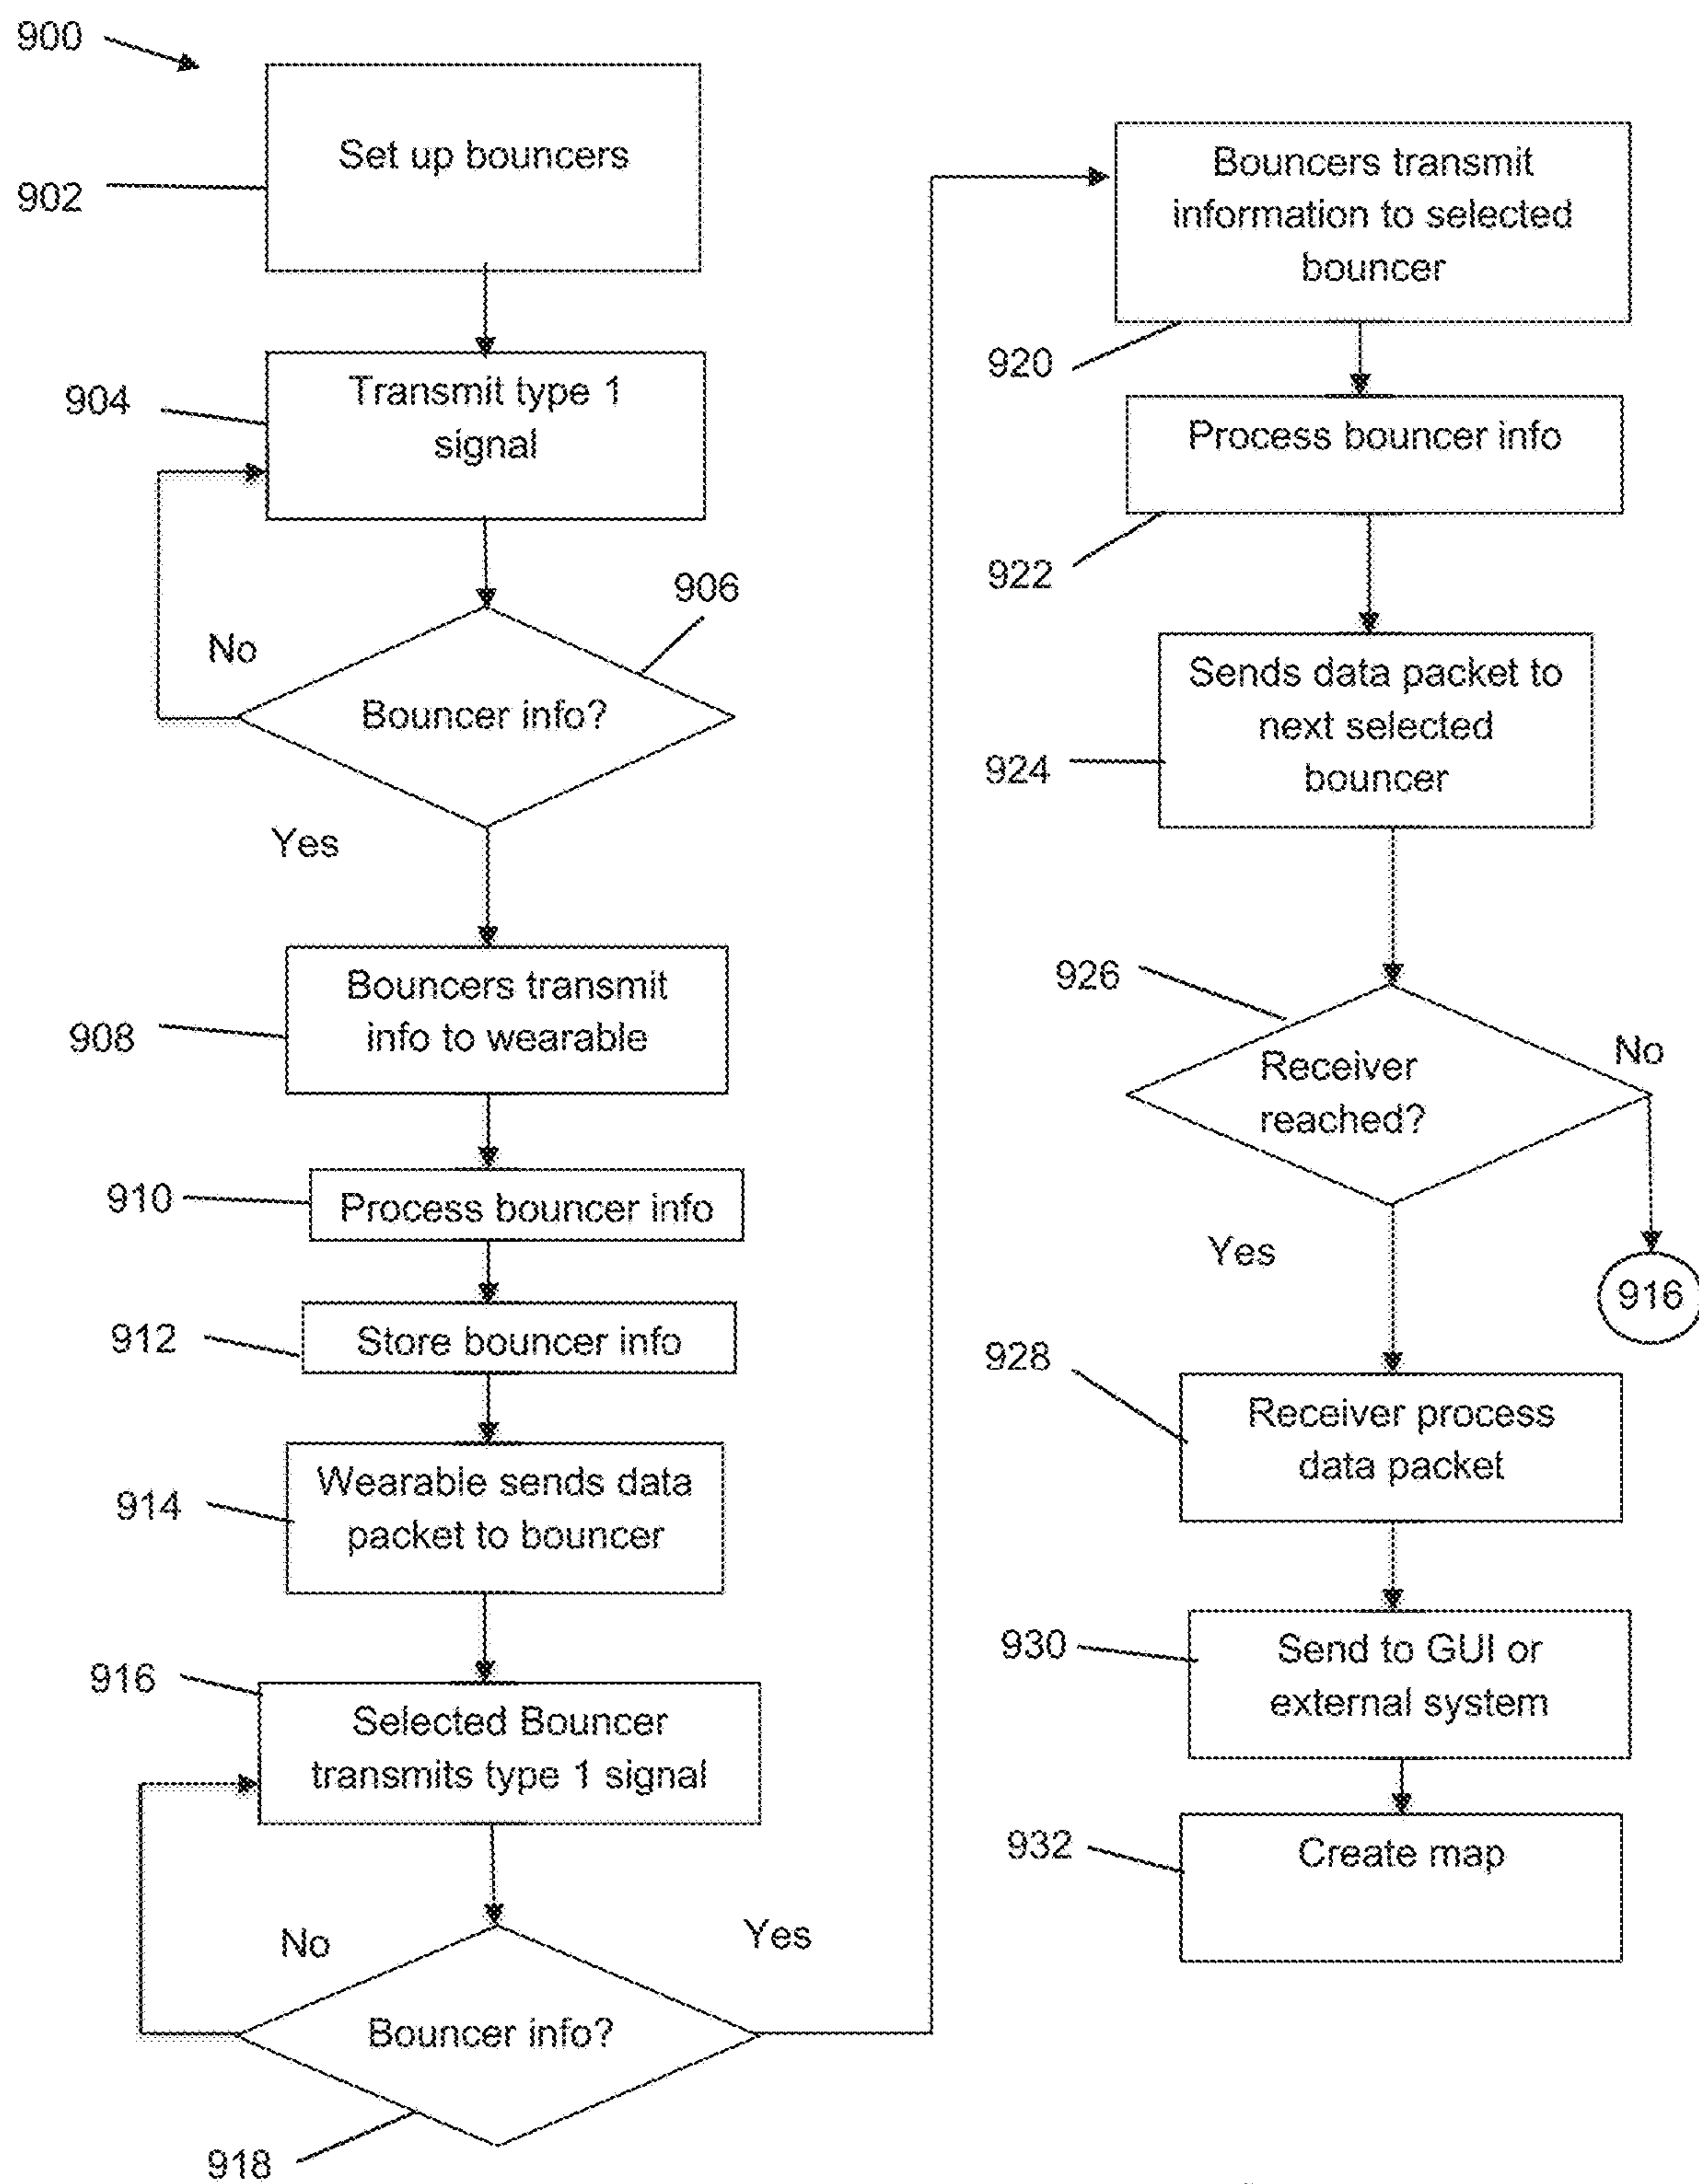 900
Set up bouncers
902
Transmit type 1
signal
904
906
No
Bouncer info?
Yes
Bouncers transmit
info to wearable
908
910
Process bouncer info
912
Store bouncer info
Wearable sends data
packet to bouncer
914
916
Selected Bouncer
transmits type 1 signal
No
Yes
Bouncer info?
918
Bouncers transmit
information to selected
bouncer
920
Process bouncer info
922
Sends data packet to
next selected
bouncer
924
926
No
Receiver
reached?
Yes
916
928
Receiver process
data packet
930
Send to GUI or
external system
932
Create map